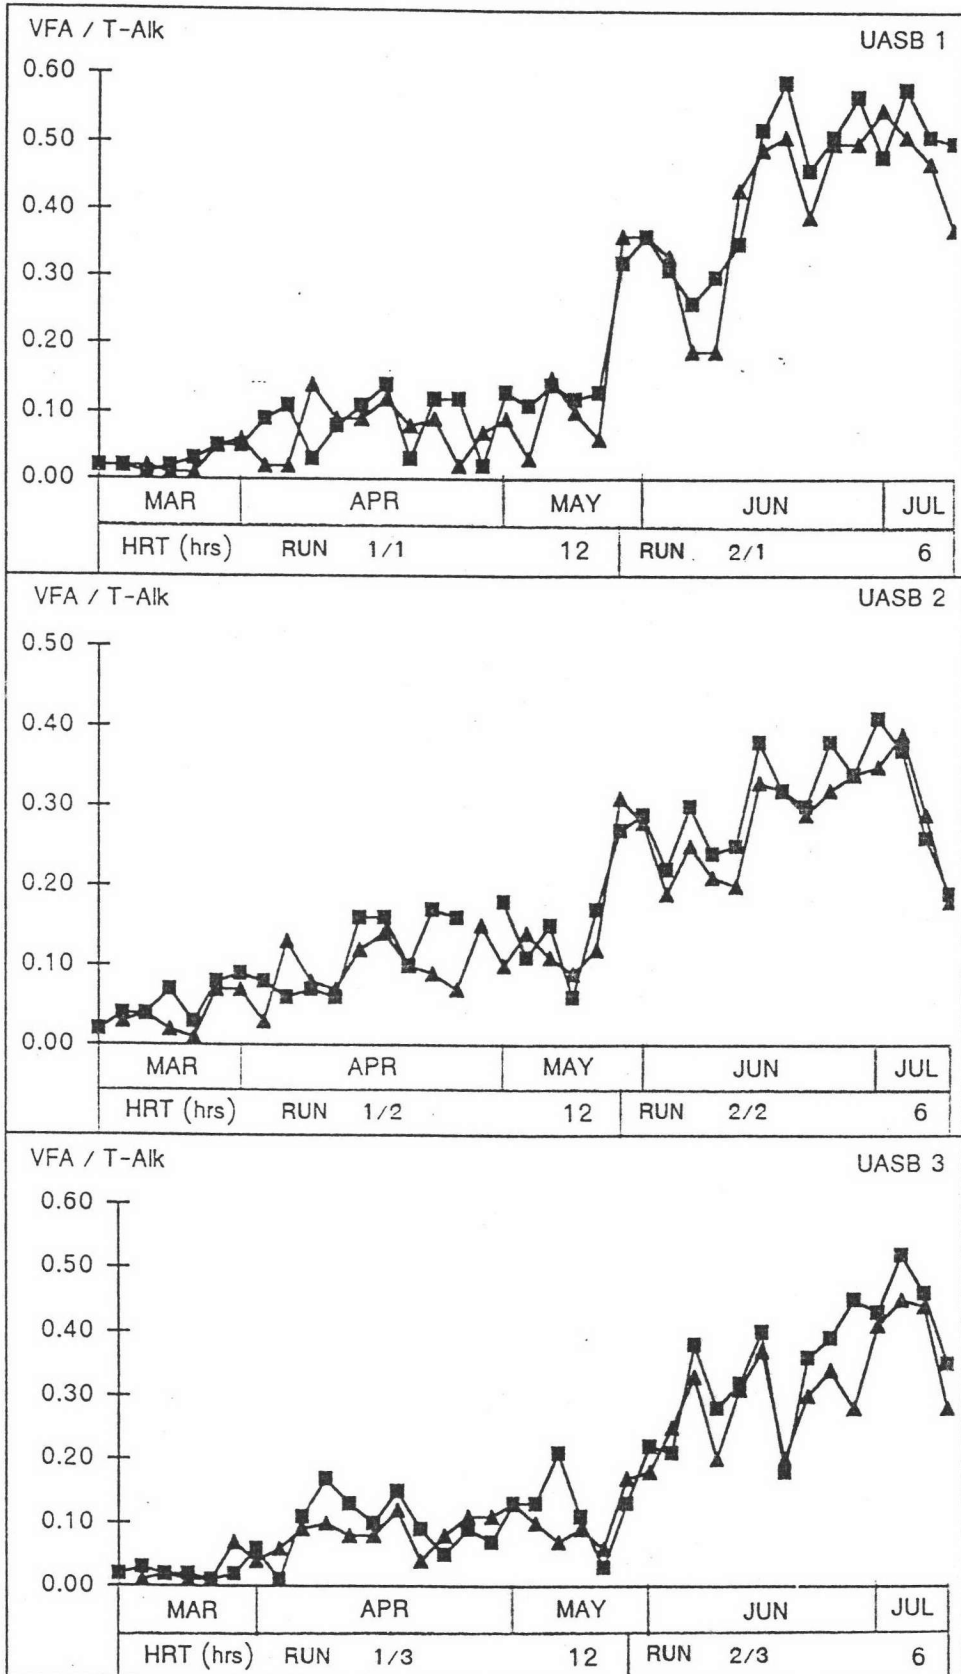 VFA / T-Alk UASB 1
0.60
0.50
0.40
0.30
0.20
0.10
0.00
MAR APR MAY JUN JUL
HRT (hrs) RUN 1/1 12 RUN 2/1 6
VFA / T-Alk UASB 2
0.50
0.40
0.30
0.20
0.10
0.00
MAR APR MAY JUN JUL
HRT (hrs) RUN 1/2 12 RUN 2/2 6
VFA / T-Alk UASB 3
0.60
0.50
0.40
0.30
0.20
0.10
0.00
MAR APR MAY JUN JUL
HRT (hrs) RUN 1/3 12 RUN 2/3 6